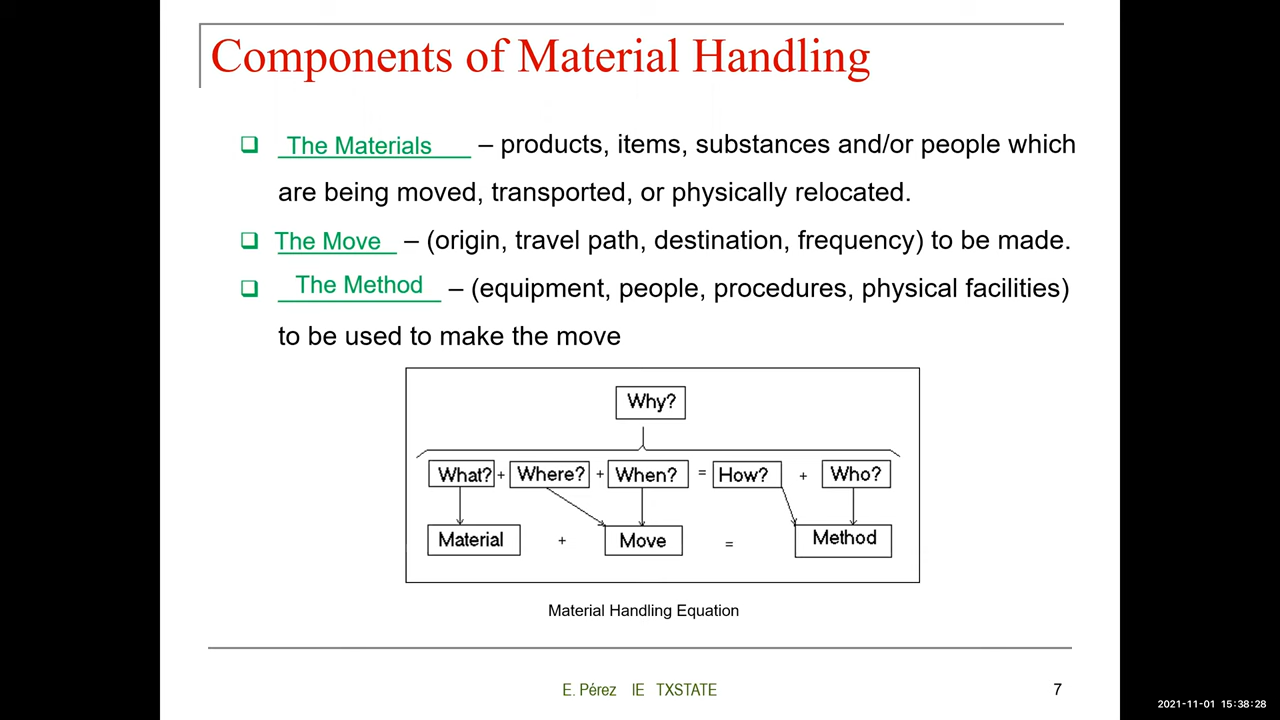 Components of Material Handling
❑ The Materials – products, items, substances and/or people which
are being moved, transported, or physically relocated.
❑ The Move – (origin, travel path, destination, frequency) to be made.
❑ The Method – (equipment, people, procedures, physical facilities)
to be used to make the move
Why?
What? + Where? + When? = How? + Who?
Material + Move = Method
Material Handling Equation
E. Pérez IE TXSTATE
7
2021-11-01 15:38:28